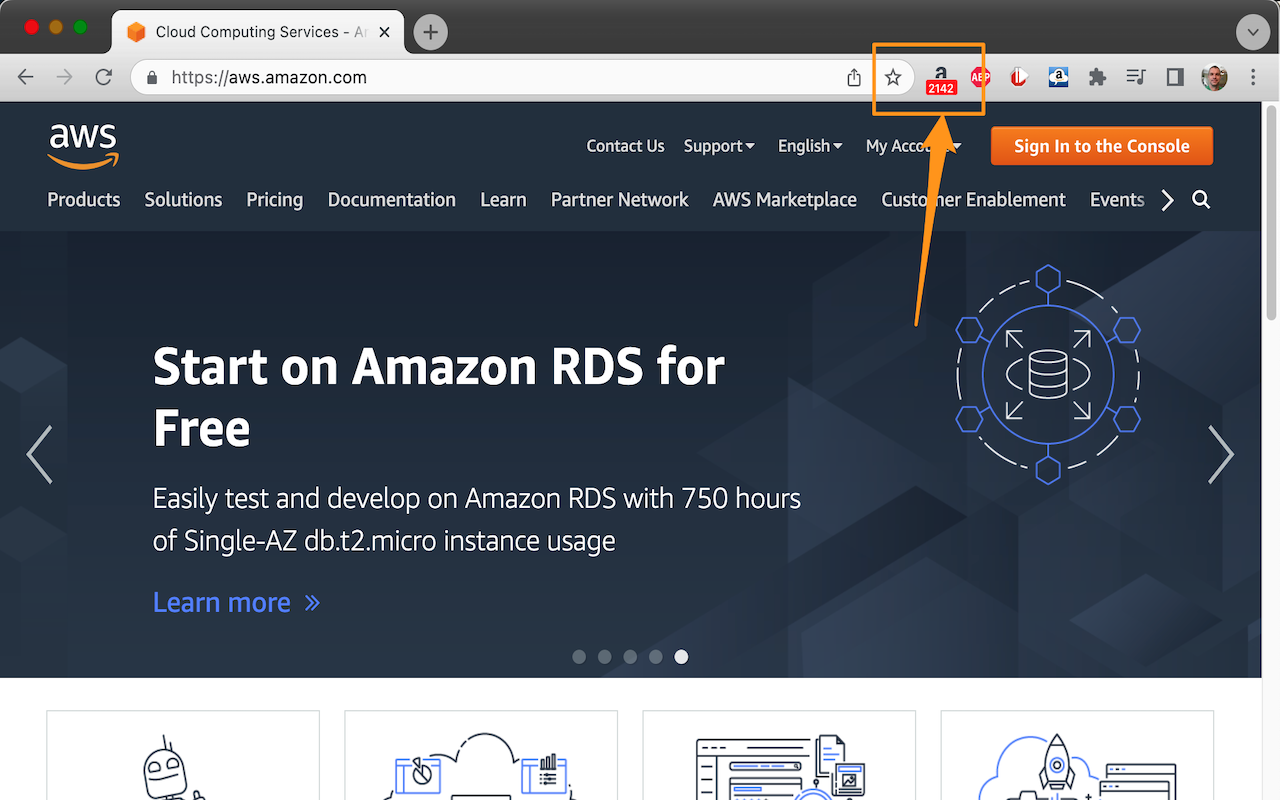 Cloud Computing Services - A
https://aws.amazon.com
a
2142
ABP
a
aws
Contact Us Support English My Acco
Sign In to the Console
Products Solutions Pricing Documentation Learn Partner Network AWS Marketplace Customer Enablement Events
Start on Amazon RDS for
Free
Easily test and develop on Amazon RDS with 750 hours
of Single-AZ db.t2.micro instance usage
Learn more »